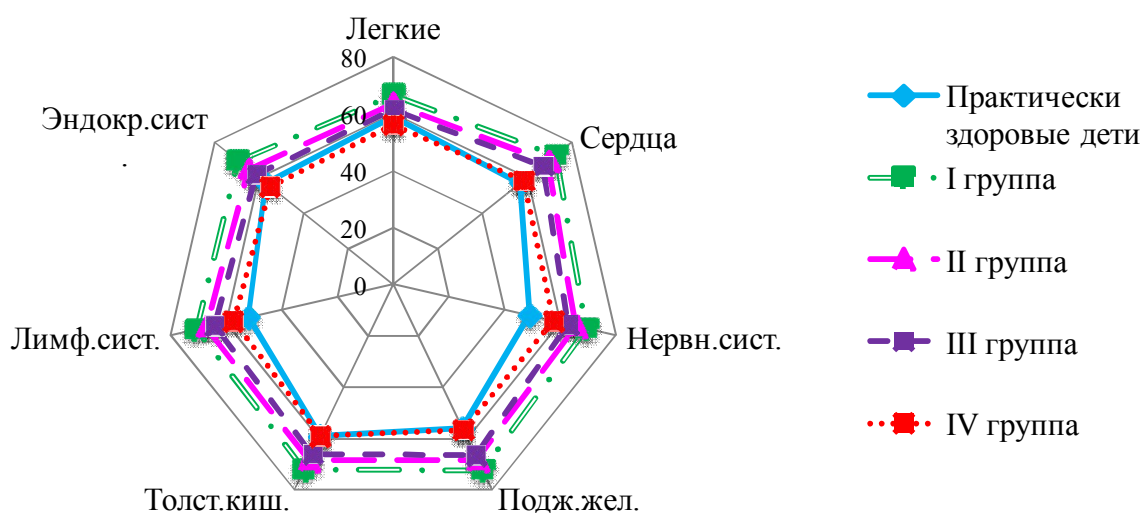 Легкие
80
60
40
20
0
Сердца
Нервн.сист.
Подж.жел.
Толст.киш.
Лимф.сист.
Эндокр.сист
.
Практически
здоровые дети
I группа
II группа
III группа
IV группа